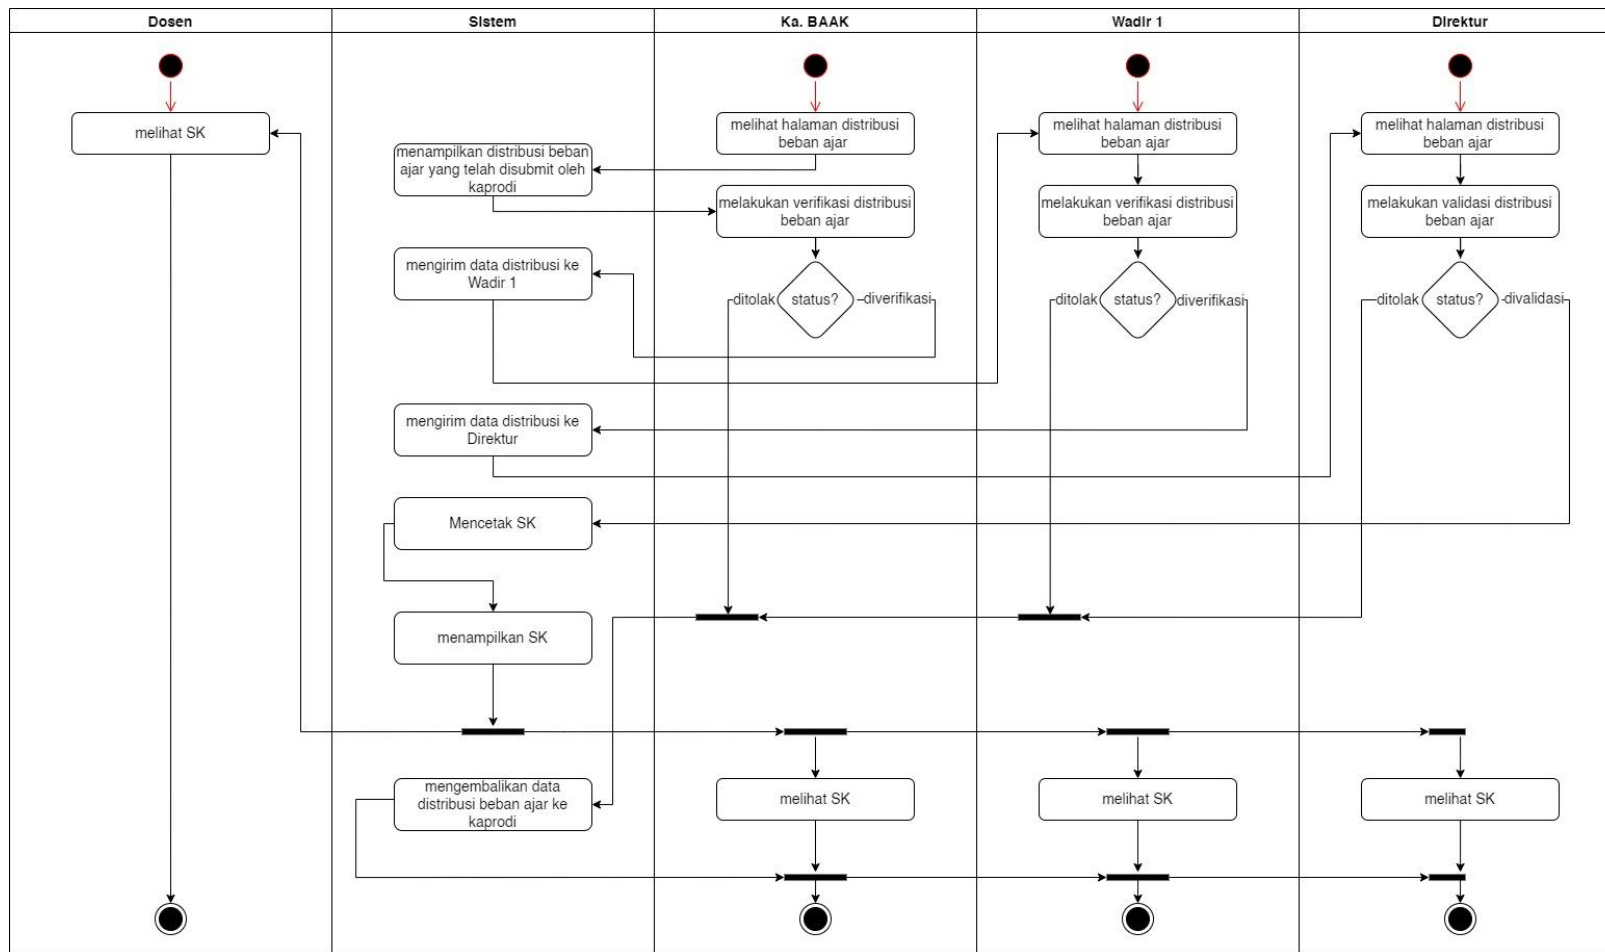 Dosen
Sistem
Ka. BAAK
Wadir 1
Direktur
melihat SK
melihat halaman distribusi
beban ajar
melihat halaman distribusi
beban ajar
melihat halaman distribusi
beban ajar
menampilkan distribusi beban
ajar yang telah disubmit oleh
kaprodi
melakukan verifikasi distribusi
beban ajar
melakukan verifikasi distribusi
beban ajar
melakukan validasi distribusi
beban ajar
mengirim data distribusi ke
Wadir 1
ditolak
status?
diverifikasi
ditolak
status?
diverifikasi
ditolak
status?
divalidasi
mengirim data distribusi ke
Direktur
Mencetak SK
menampilkan SK
mengembalikan data
distribusi beban ajar ke
kaprodi
melihat SK
melihat SK
melihat SK